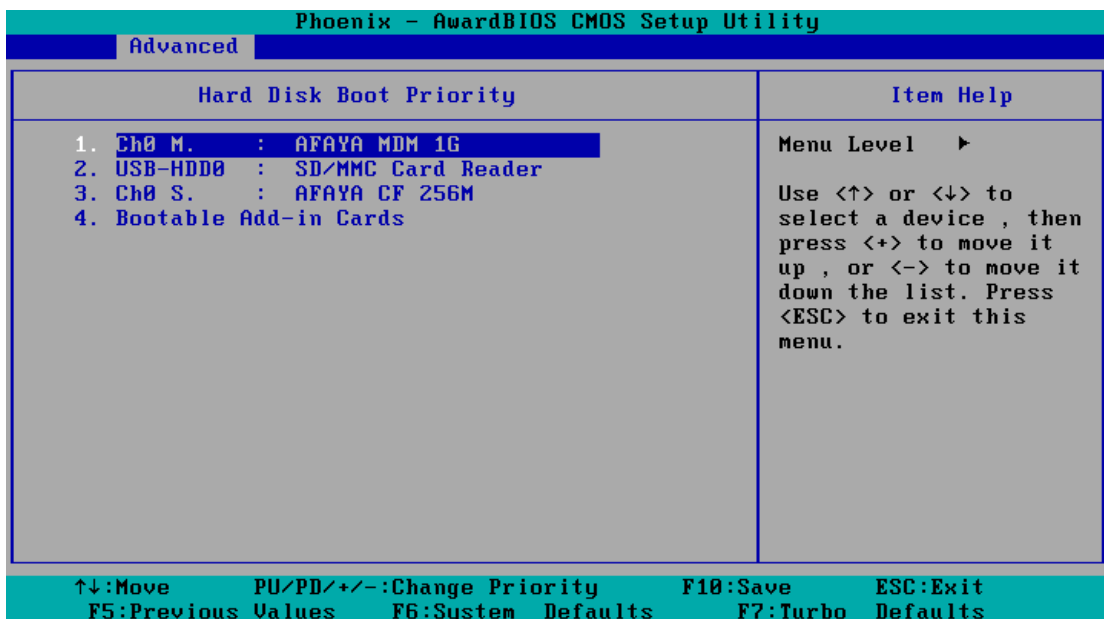 Phoenix - AwardBIOS CMOS Setup Utility
Advanced
Hard Disk Boot Priority
1. Ch0 M. : AFAYA MDM 1G
2. USB-HDD0 : SD/MMC Card Reader
3. Ch0 S. : AFAYA CF 256M
4. Bootable Add-in Cards
Item Help
Menu Level ▶
Use <↑> or <↓> to
select a device , then
press <+> to move it
up , or <-> to move it
down the list. Press
<ESC> to exit this
menu.
↑↓:Move PU/PD/+/-:Change Priority F10:Save ESC:Exit
F5:Previous Values F6:System Defaults F7:Turbo Defaults